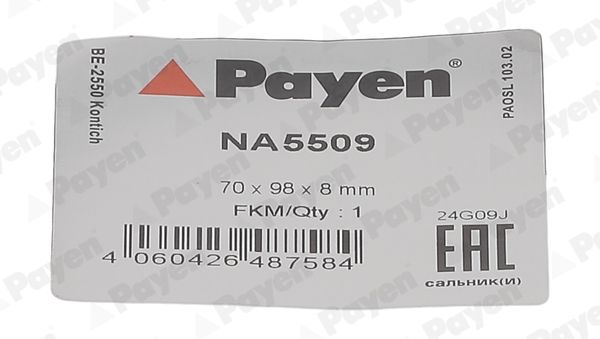 BE-2550 Kontich
Payen®
PAOSL 103.02
NA5509
70 x 98 x 8 mm
FKM/Qty : 1
4 060426 487584
24G09J
EAC
сальник(и)